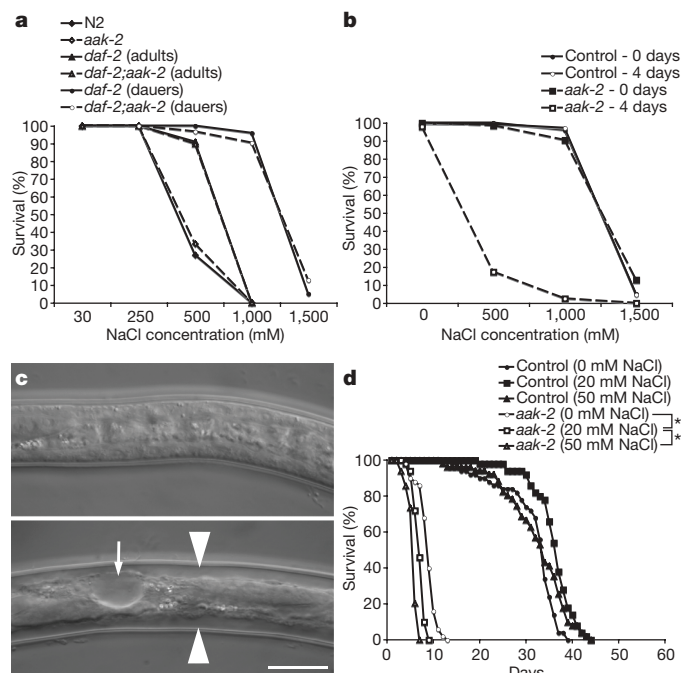 a
N2
aak-2
daf-2 (adults)
daf-2;aak-2 (adults)
daf-2 (dauers)
daf-2;aak-2 (dauers)
100
90
80
70
60
50
40
30
20
10
0
Survival (%)
30 250 500 1,000 1,500
NaCl concentration (mM)
b
Control - 0 days
Control - 4 days
aak-2 - 0 days
aak-2 - 4 days
100
90
80
70
60
50
40
30
20
10
0
Survival (%)
0 500 1,000 1,500
NaCl concentration (mM)
c
d
Control (0 mM NaCl)
Control (20 mM NaCl)
Control (50 mM NaCl)
aak-2 (0 mM NaCl)
aak-2 (20 mM NaCl)
aak-2 (50 mM NaCl)
*
*
100
80
60
40
20
0
Survival (%)
0 10 20 30 40 50 60
Days